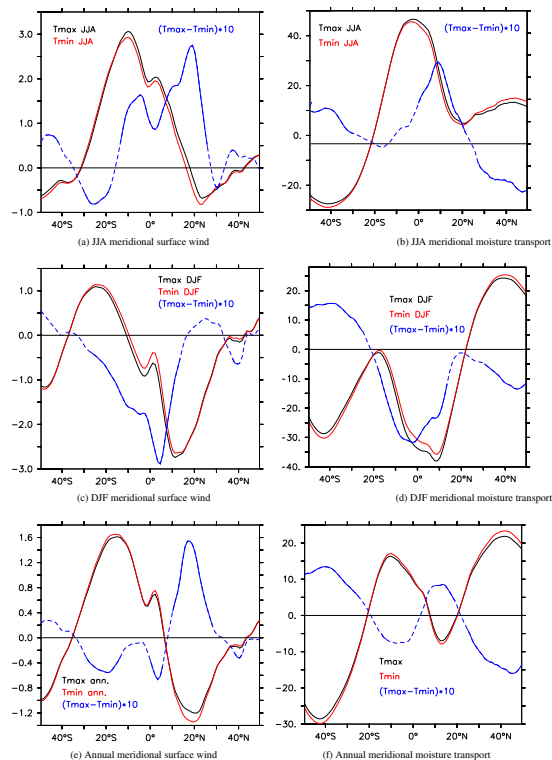 Tmax JJA
Tmin JJA
(Tmax-Tmin)*10
3.0
2.0
1.0
0.0
-1.0
40°S 20°S 0° 20°N 40°N
(a) JJA meridional surface wind
Tmax JJA
Tmin JJA
(Tmax-Tmin)*10
40.
20.
0.
-20.
40°S 20°S 0° 20°N 40°N
(b) JJA meridional moisture transport
Tmax DJF
Tmin DJF
(Tmax-Tmin)*10
1.0
0.0
-1.0
-2.0
-3.0
40°S 20°S 0° 20°N 40°N
(c) DJF meridional surface wind
Tmax DJF
Tmin DJF
(Tmax-Tmin)*10
20.
10.
0.
-10.
-20.
-30.
-40.
40°S 20°S 0° 20°N 40°N
(d) DJF meridional moisture transport
1.6
1.2
0.8
0.4
0.0
-0.4
-0.8
-1.2
Tmax ann.
Tmin ann.
(Tmax-Tmin)*10
40°S 20°S 0° 20°N 40°N
(e) Annual meridional surface wind
20.
10.
0.
-10.
-20.
-30.
Tmax
Tmin
(Tmax-Tmin)*10
40°S 20°S 0° 20°N 40°N
(f) Annual meridional moisture transport